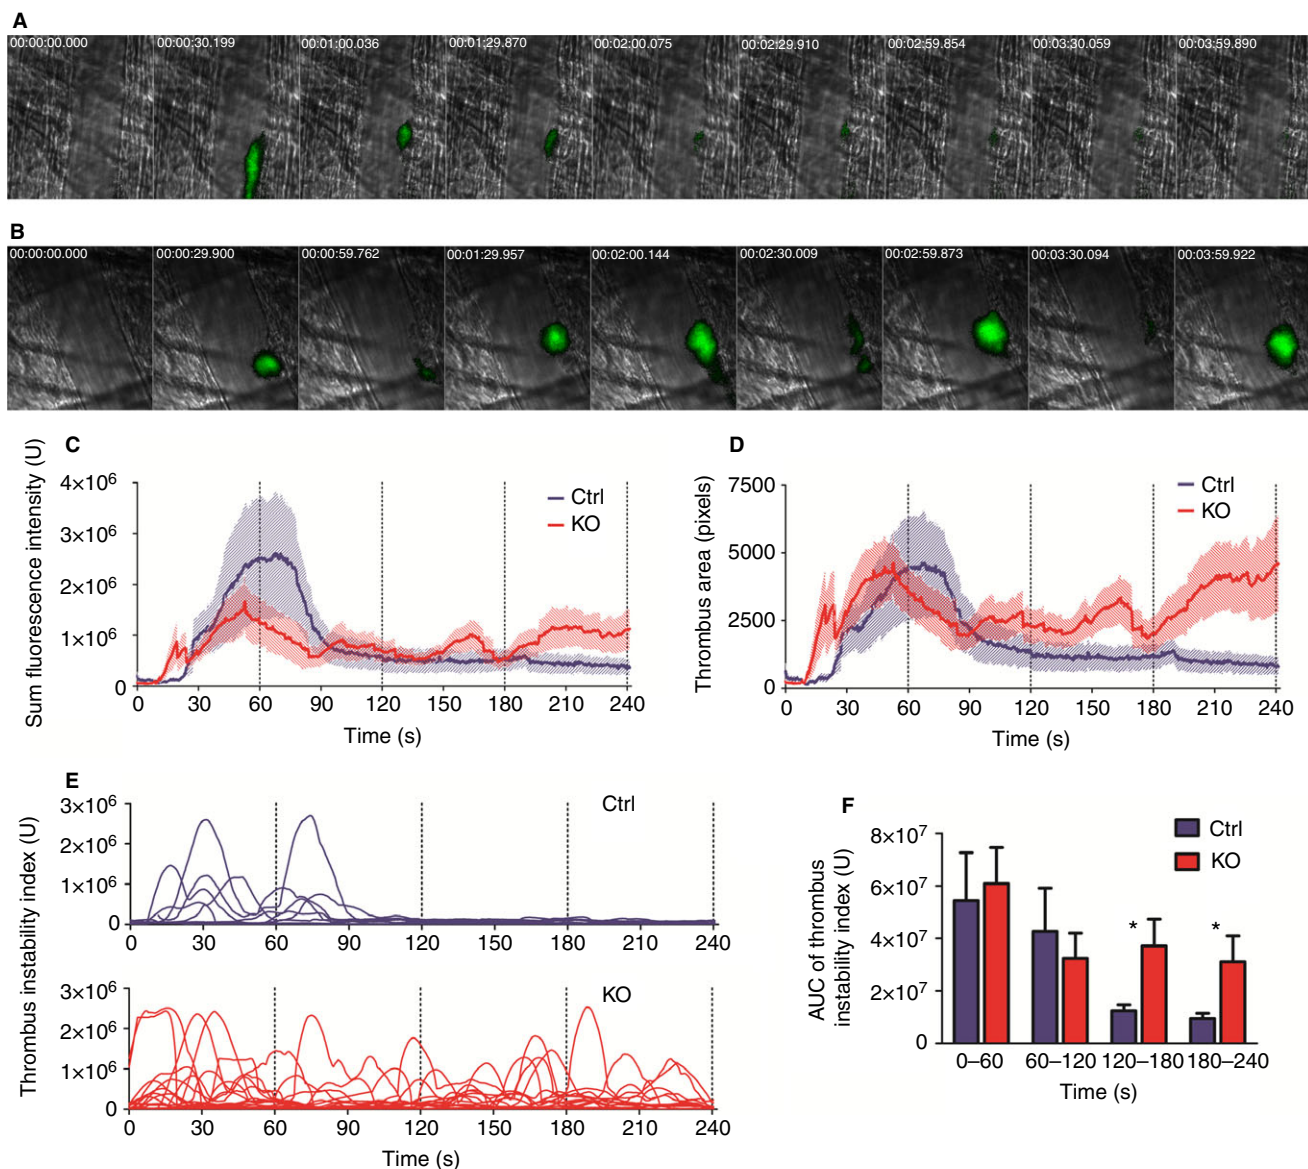 A
00:00:00.000 00:00:30.199 00:01:00.036 00:01:29.870 00:02:00.075 00:02:29.910 00:02:59.854 00:03:30.059 00:03:59.890
B
00:00:00.000 00:00:29.900 00:00:59.762 00:01:29.957 00:02:00.144 00:02:30.009 00:02:59.873 00:03:30.094 00:03:59.922
C
Sum fluorescence intensity (U)
4×10⁶
3×10⁶
2×10⁶
1×10⁶
0
Ctrl
KO
0 30 60 90 120 150 180 210 240
Time (s)
D
Thrombus area (pixels)
7500
5000
2500
0
Ctrl
KO
0 30 60 90 120 150 180 210 240
Time (s)
E
Thrombus instability index (U)
3×10⁶
2×10⁶
1×10⁶
0
Ctrl
0 30 60 90 120 150 180 210 240
3×10⁶
2×10⁶
1×10⁶
0
KO
0 30 60 90 120 150 180 210 240
Time (s)
F
AUC of thrombus
instability index (U)
8×10⁷
6×10⁷
4×10⁷
2×10⁷
0
Ctrl
KO
* *
0–60 60–120 120–180 180–240
Time (s)